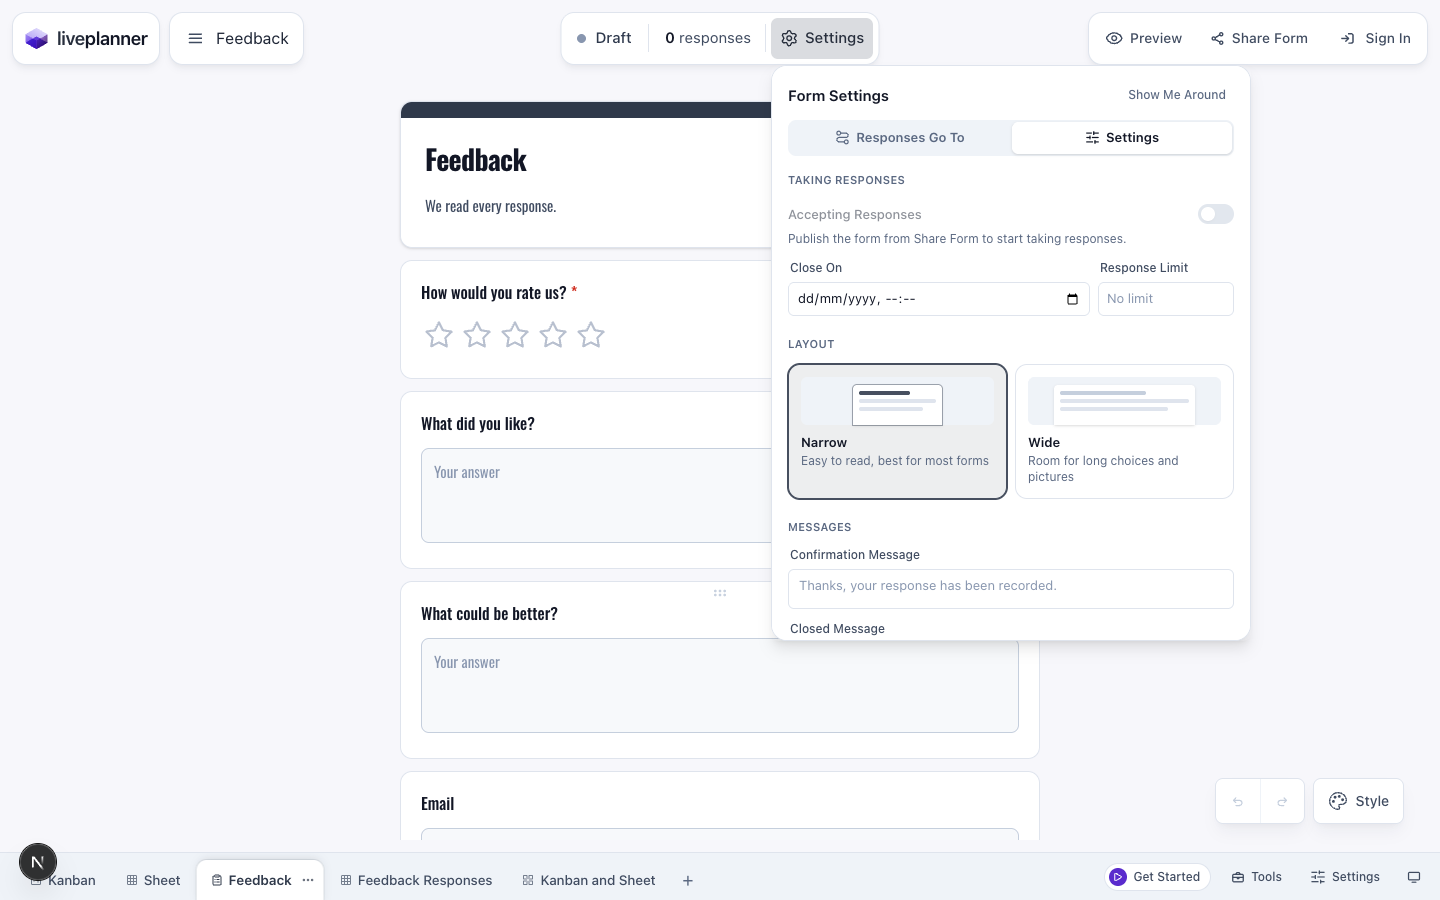 liveplanner
Feedback
Draft
0 responses
Settings
Preview
Share Form
Sign In
Form Settings
Show Me Around
Responses Go To
Settings
TAKING RESPONSES
Accepting Responses
Publish the form from Share Form to start taking responses.
Close On
Response Limit
dd/mm/yyyy, --:--
No limit
LAYOUT
Narrow
Easy to read, best for most forms
Wide
Room for long choices and
pictures
MESSAGES
Confirmation Message
Thanks, your response has been recorded.
Closed Message
Feedback
We read every response.
How would you rate us? *
What did you like?
Your answer
What could be better?
Your answer
Email
Style
N
Kanban
Sheet
Feedback
Feedback Responses
Kanban and Sheet
Get Started
Tools
Settings